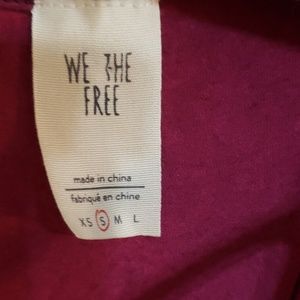 WE THE
FREE
made in china
fabriqué en chine
XS S M L